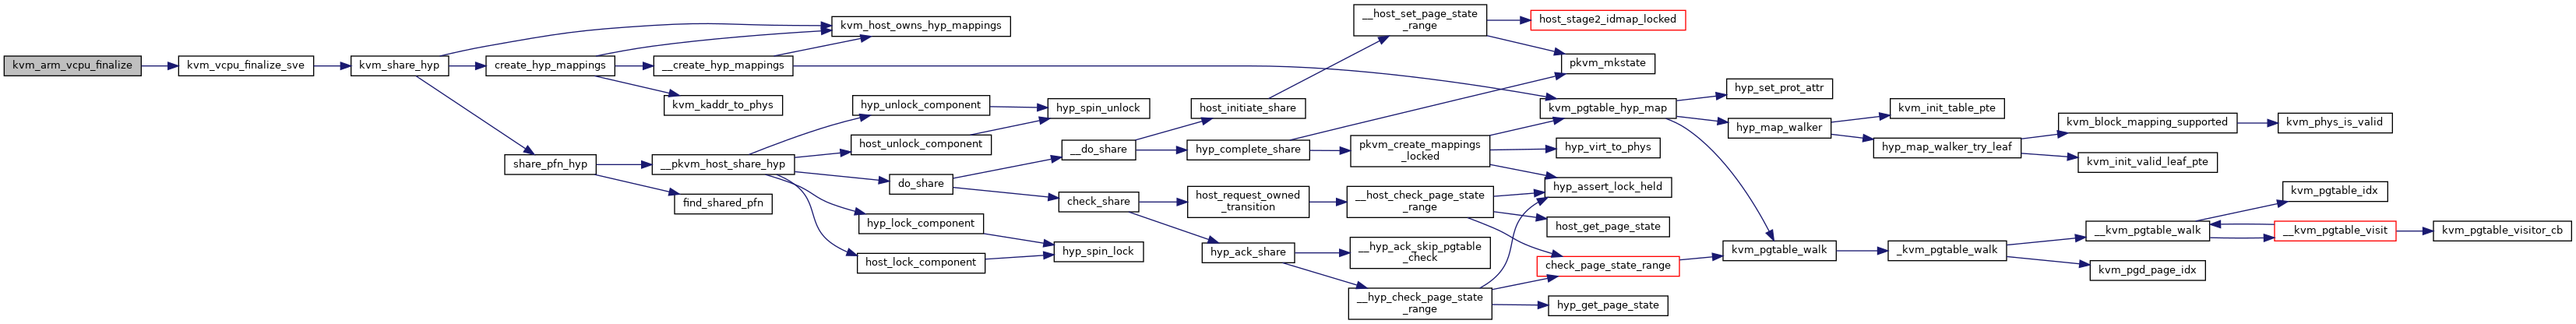 kvm_arm_vcpu_finalize
kvm_vcpu_finalize_sve
kvm_share_hyp
kvm_host_owns_hyp_mappings
create_hyp_mappings
__create_hyp_mappings
kvm_kaddr_to_phys
share_pfn_hyp
__pkvm_host_share_hyp
find_shared_pfn
hyp_unlock_component
host_unlock_component
do_share
hyp_lock_component
host_lock_component
hyp_spin_unlock
__do_share
check_share
hyp_spin_lock
host_initiate_share
hyp_complete_share
host_request_owned
_transition
hyp_ack_share
__host_set_page_state
_range
pkvm_create_mappings
_locked
__host_check_page_state
_range
__hyp_ack_skip_pgtable
_check
__hyp_check_page_state
_range
host_stage2_idmap_locked
pkvm_mkstate
kvm_pgtable_hyp_map
hyp_virt_to_phys
hyp_assert_lock_held
host_get_page_state
check_page_state_range
hyp_get_page_state
hyp_set_prot_attr
hyp_map_walker
kvm_pgtable_walk
kvm_init_table_pte
hyp_map_walker_try_leaf
_kvm_pgtable_walk
kvm_block_mapping_supported
kvm_init_valid_leaf_pte
__kvm_pgtable_walk
kvm_pgd_page_idx
kvm_phys_is_valid
kvm_pgtable_idx
__kvm_pgtable_visit
kvm_pgtable_visitor_cb